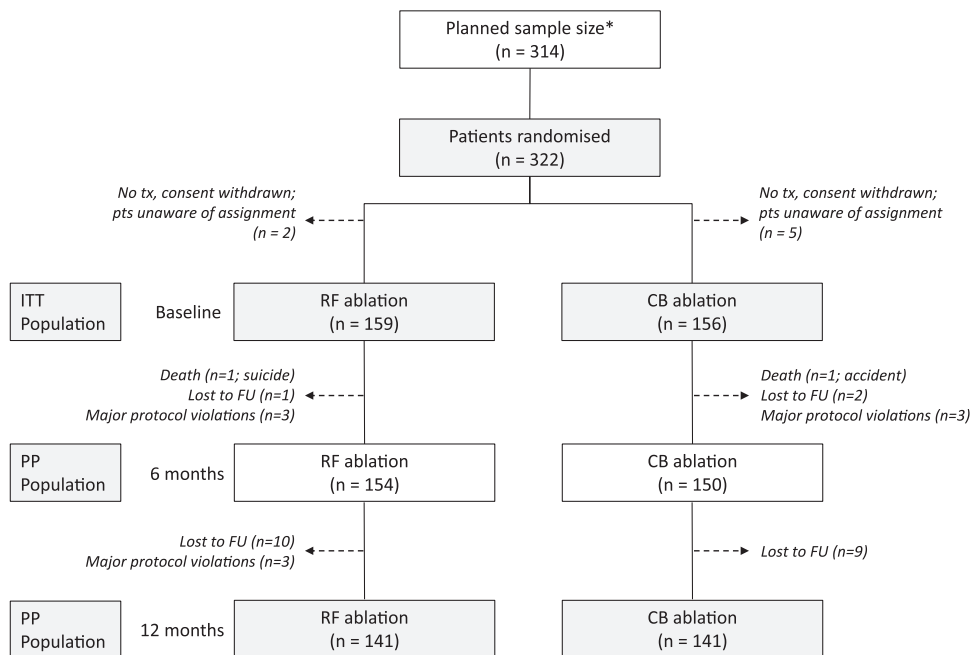 Planned sample size*
(n = 314)
Patients randomised
(n = 322)
No tx, consent withdrawn;
pts unaware of assignment
(n = 2)
No tx, consent withdrawn;
pts unaware of assignment
(n = 5)
ITT
Population
Baseline
RF ablation
(n = 159)
CB ablation
(n = 156)
Death (n=1; suicide)
Lost to FU (n=1)
Major protocol violations (n=3)
Death (n=1; accident)
Lost to FU (n=2)
Major protocol violations (n=3)
PP
Population
6 months
RF ablation
(n = 154)
CB ablation
(n = 150)
Lost to FU (n=10)
Major protocol violations (n=3)
Lost to FU (n=9)
PP
Population
12 months
RF ablation
(n = 141)
CB ablation
(n = 141)